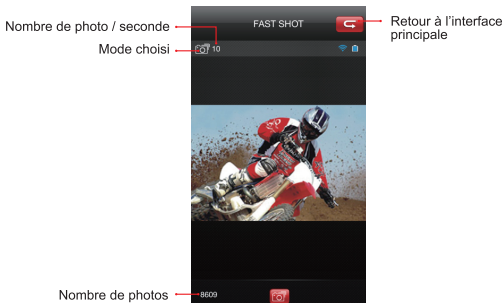 Nombre de photo / seconde
FAST SHOT
Retour à l'interface
principale
Mode choisi
10
Nombre de photos
8609